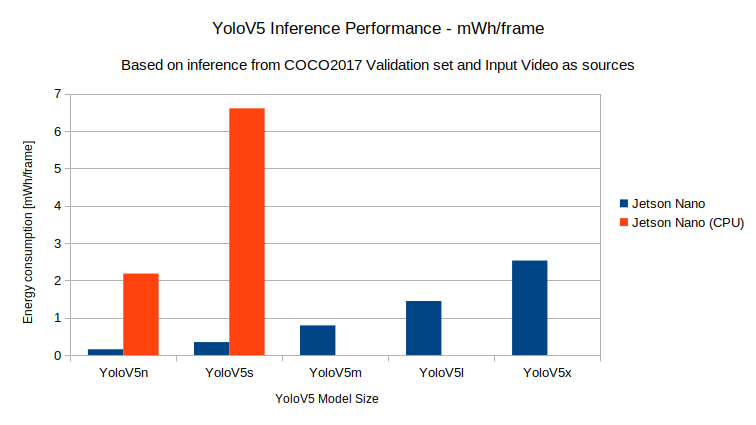 YoloV5 Inference Performance - mWh/frame
Based on inference from COCO2017 Validation set and Input Video as sources
Energy consumption [mWh/frame]
7
6
5
4
3
2
1
0
YoloV5n YoloV5s YoloV5m YoloV5l YoloV5x
YoloV5 Model Size
Jetson Nano
Jetson Nano (CPU)